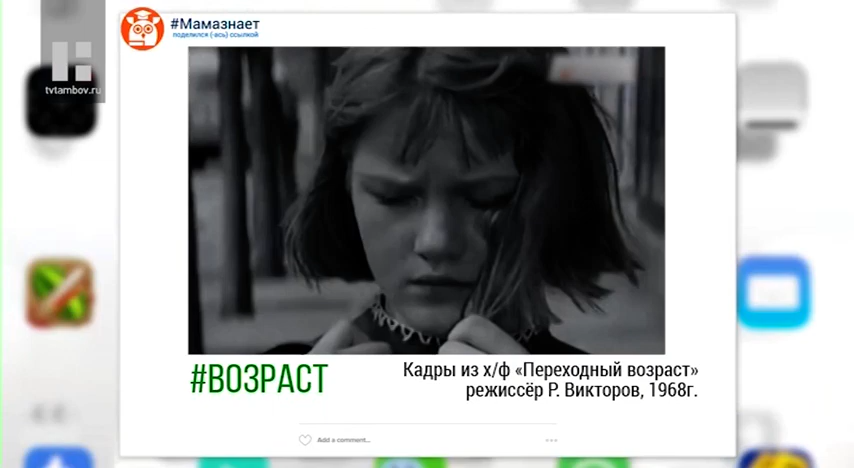 #Мамазнает
поделился (-ась) ссылкой
tvtambov.ru
#ВОЗРАСТ
Кадры из х/ф «Переходный возраст»
режиссёр Р. Викторов, 1968г.
Add a comment...